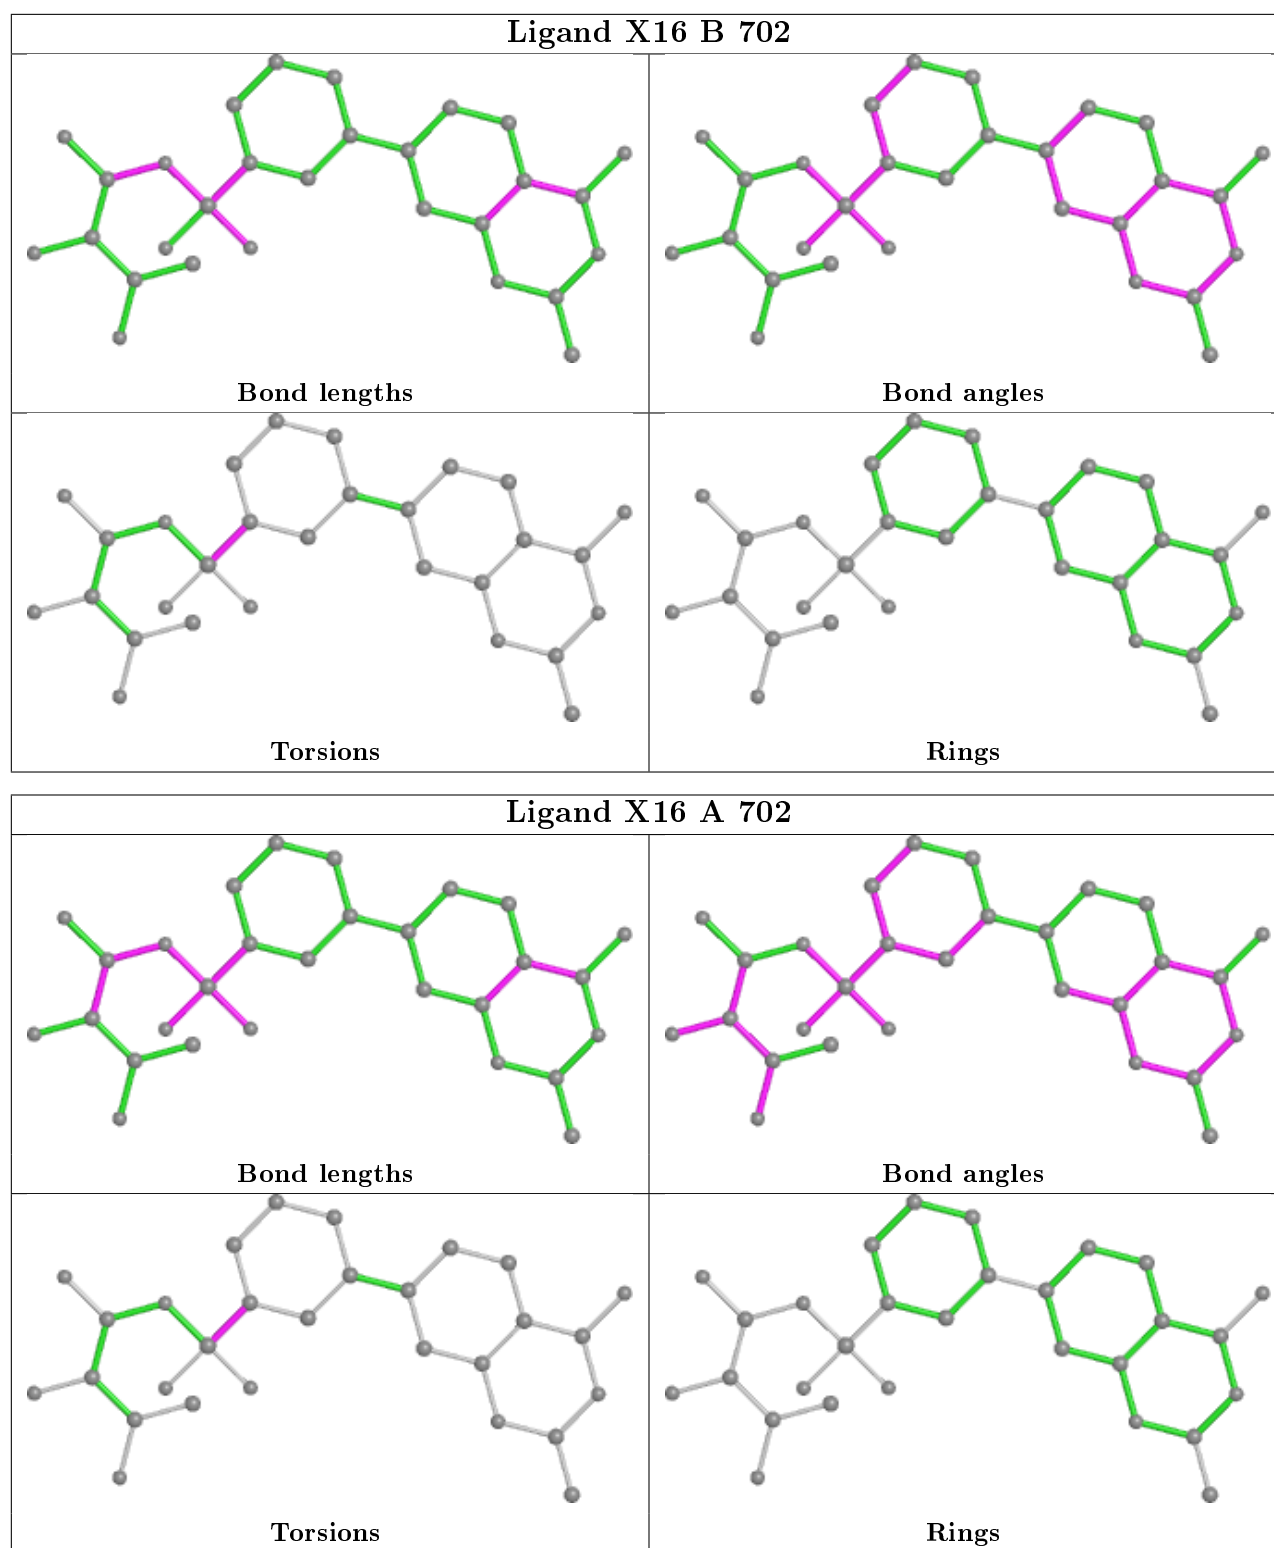 Ligand X16 B 702
Bond lengths
Bond angles
Torsions
Rings
Ligand X16 A 702
Bond lengths
Bond angles
Torsions
Rings